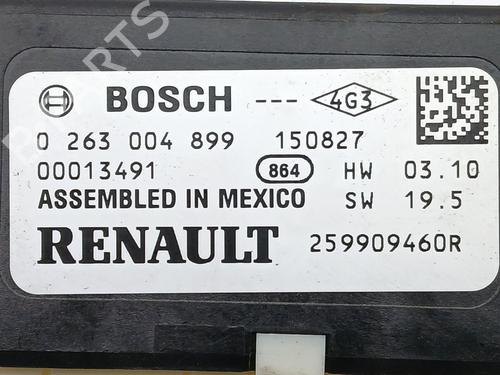 BOSCH --- 4G3
0 263 004 899 150827
00013491 864 HW 03.10
ASSEMBLED IN MEXICO SW 19.5
RENAULT 259909460R